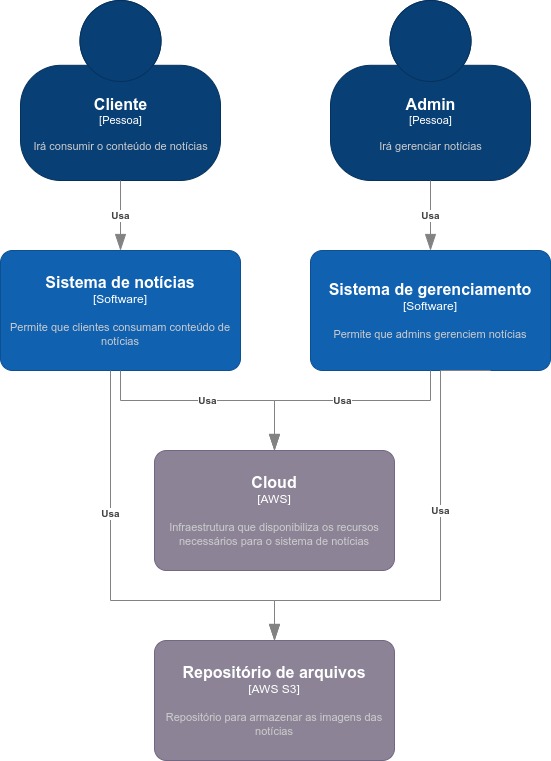 Cliente
[Pessoa]
Irá consumir o conteúdo de notícias
Admin
[Pessoa]
Irá gerenciar notícias
Usa
Usa
Sistema de notícias
[Software]
Permite que clientes consumam conteúdo de
notícias
Sistema de gerenciamento
[Software]
Permite que admins gerenciem notícias
Usa
Usa
Cloud
[AWS]
Infraestrutura que disponibiliza os recursos
necessários para o sistema de notícias
Usa
Usa
Repositório de arquivos
[AWS S3]
Repositório para armazenar as imagens das
notícias